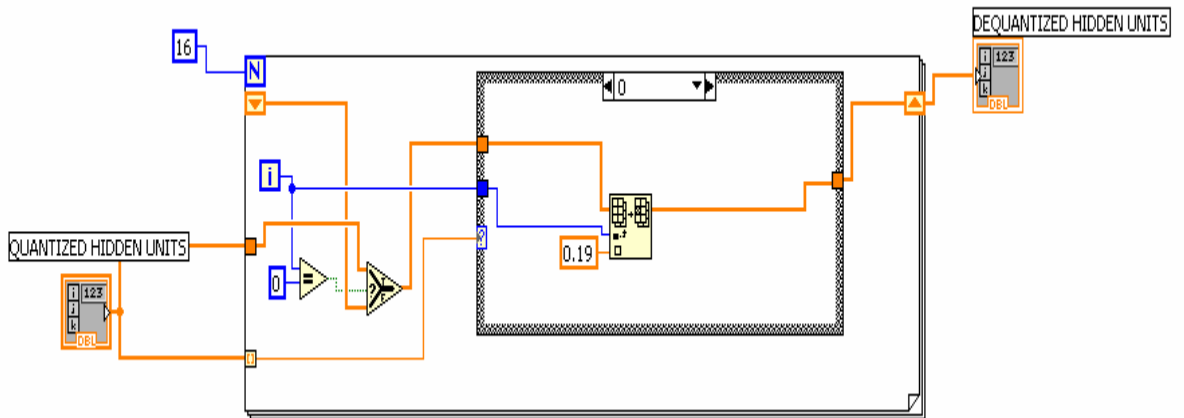 DEQUANTIZED HIDDEN UNITS
i
j
k
123
DBL
16
N
0
i
QUANTIZED HIDDEN UNITS
0
=
?
?
0.19
i
j
k
123
DBL